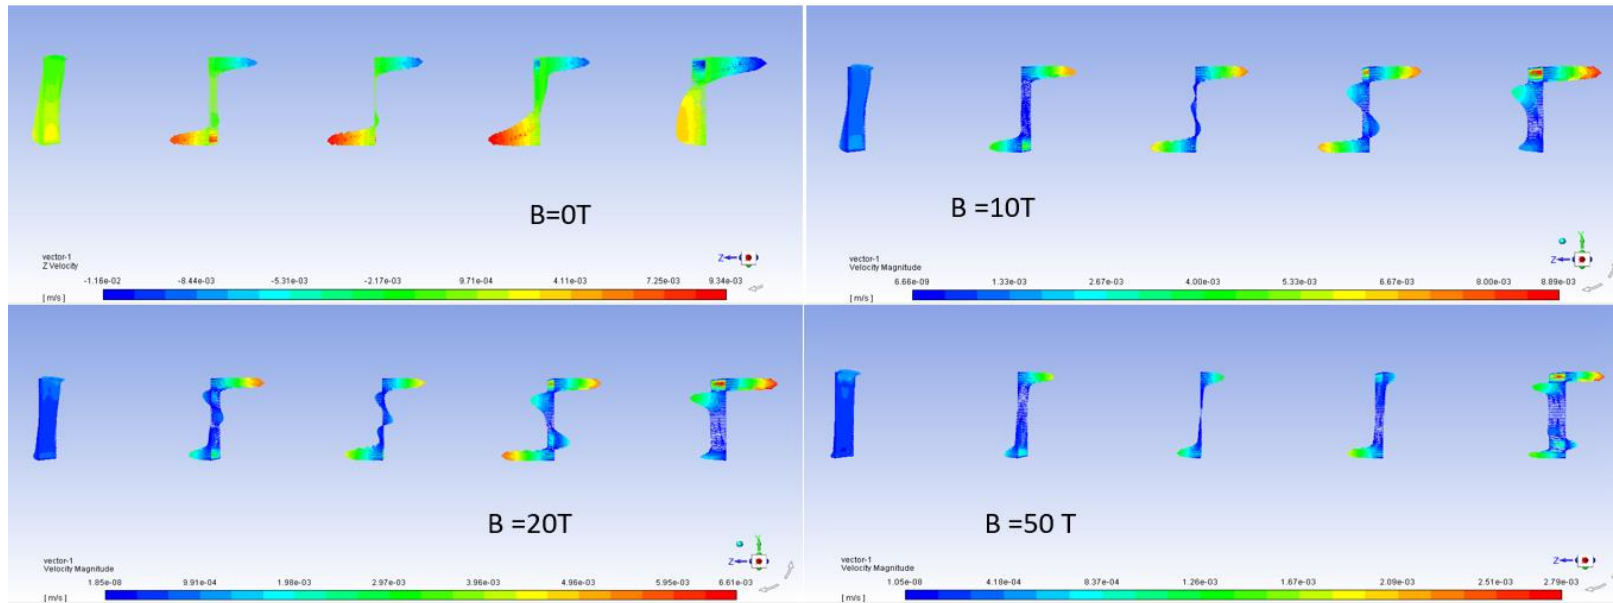 B=0T
Z
vector-1
Z Velocity
-1.16e-02 -8.44e-03 -5.31e-03 -2.17e-03 9.71e-04 4.11e-03 7.25e-03 9.34e-03
[ m/s ]
B =10T
Y
Z
vector-1
Velocity Magnitude
6.66e-09 1.33e-03 2.67e-03 4.00e-03 5.33e-03 6.67e-03 8.00e-03 8.89e-03
[ m/s ]
B =20T
Y
Z
vector-1
Velocity Magnitude
1.85e-08 9.91e-04 1.98e-03 2.97e-03 3.96e-03 4.96e-03 5.95e-03 6.61e-03
[ m/s ]
B =50 T
Y
Z
vector-1
Velocity Magnitude
1.05e-08 4.18e-04 8.37e-04 1.26e-03 1.67e-03 2.09e-03 2.51e-03 2.79e-03
[ m/s ]